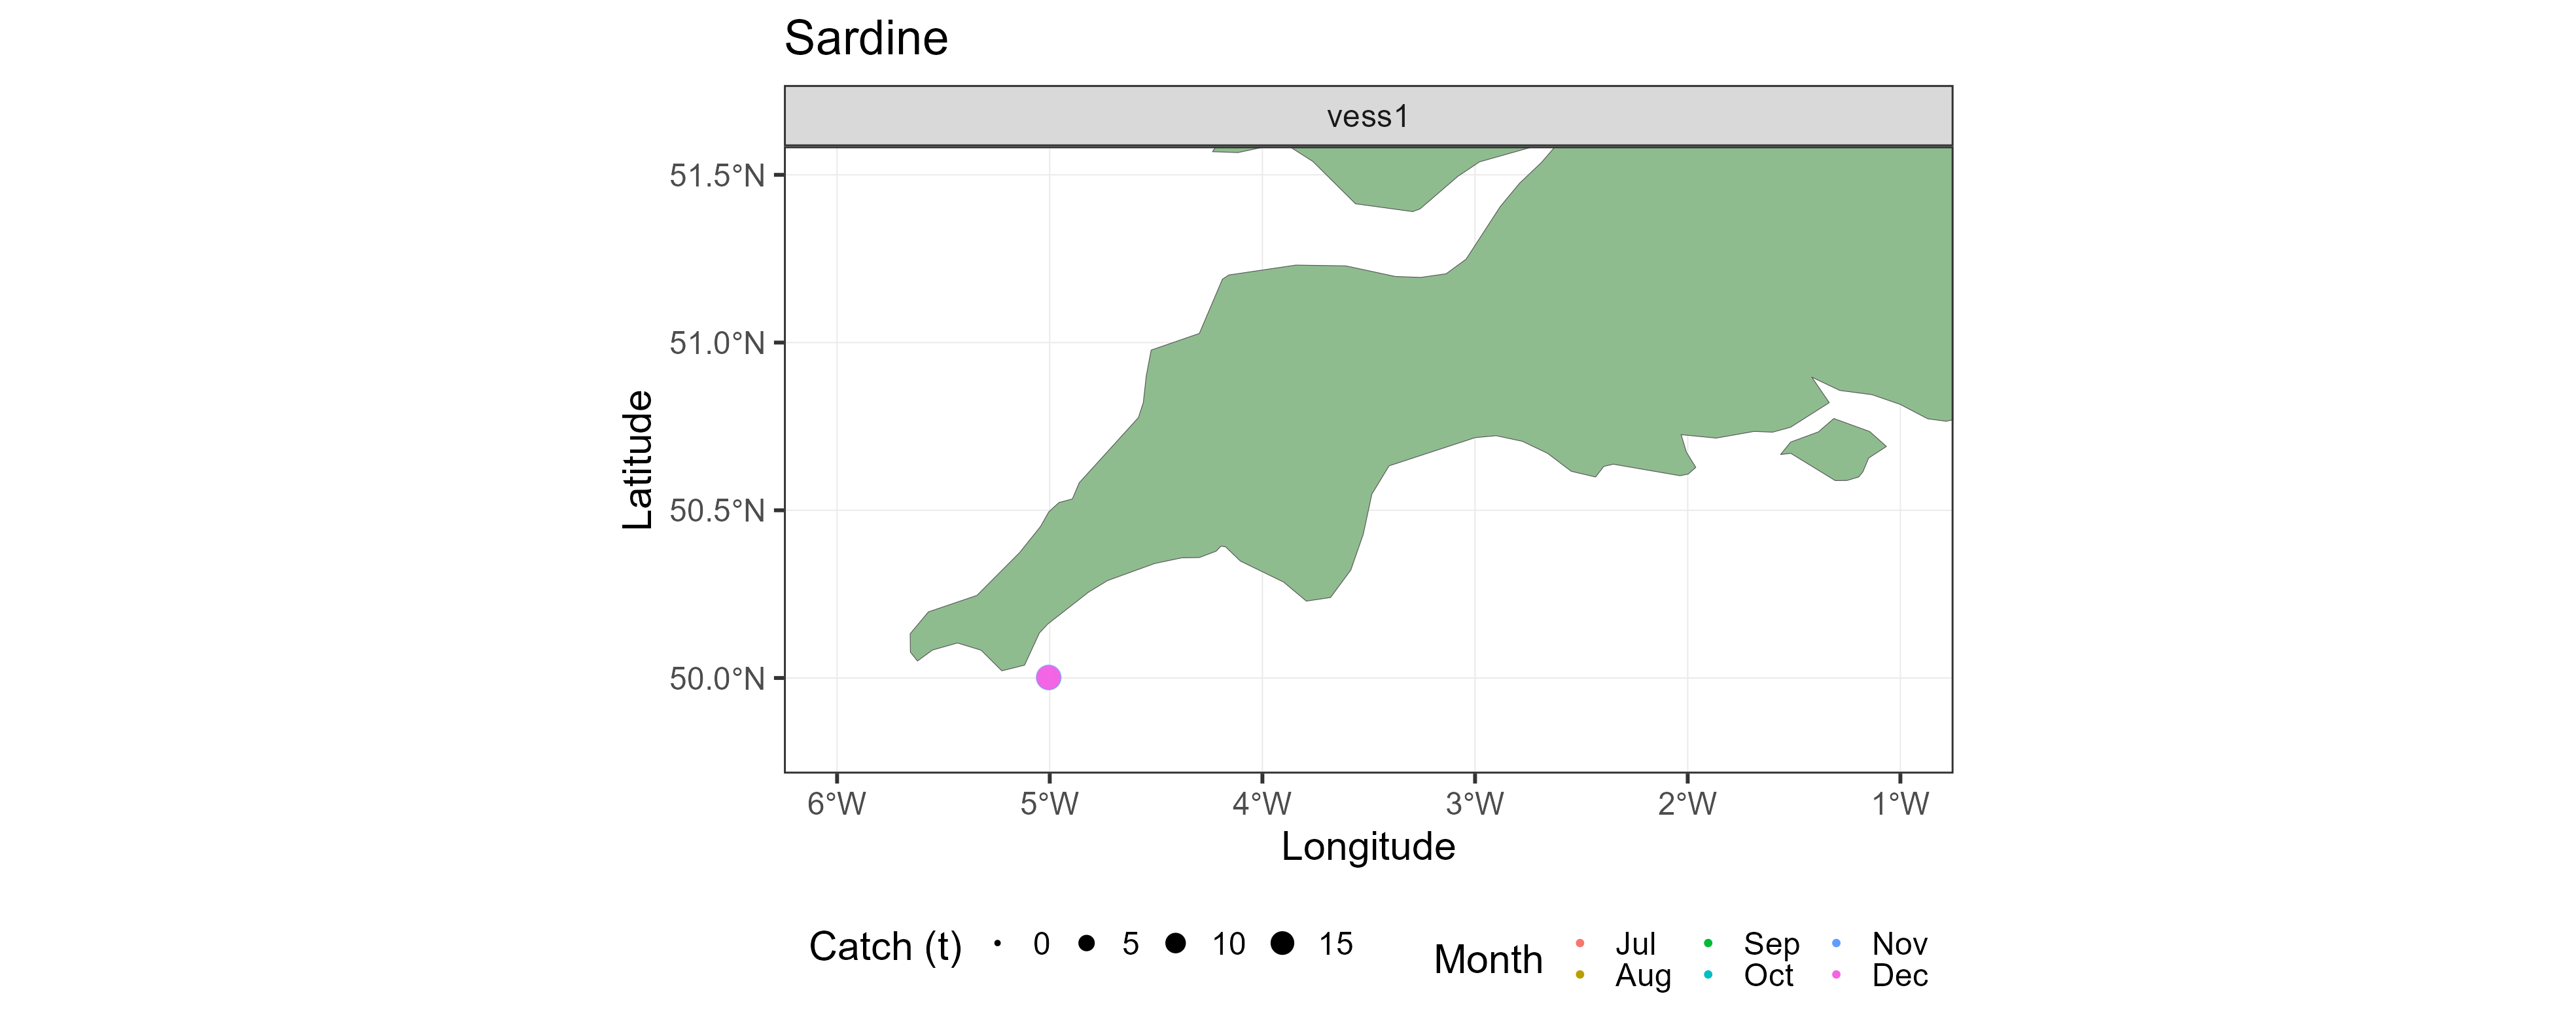 Sardine
vess1
51.5°N
51.0°N
50.5°N
50.0°N
Latitude
6°W 5°W 4°W 3°W 2°W 1°W
Longitude
Catch (t) 0 5 10 15
Month
Jul Sep Nov
Aug Oct Dec